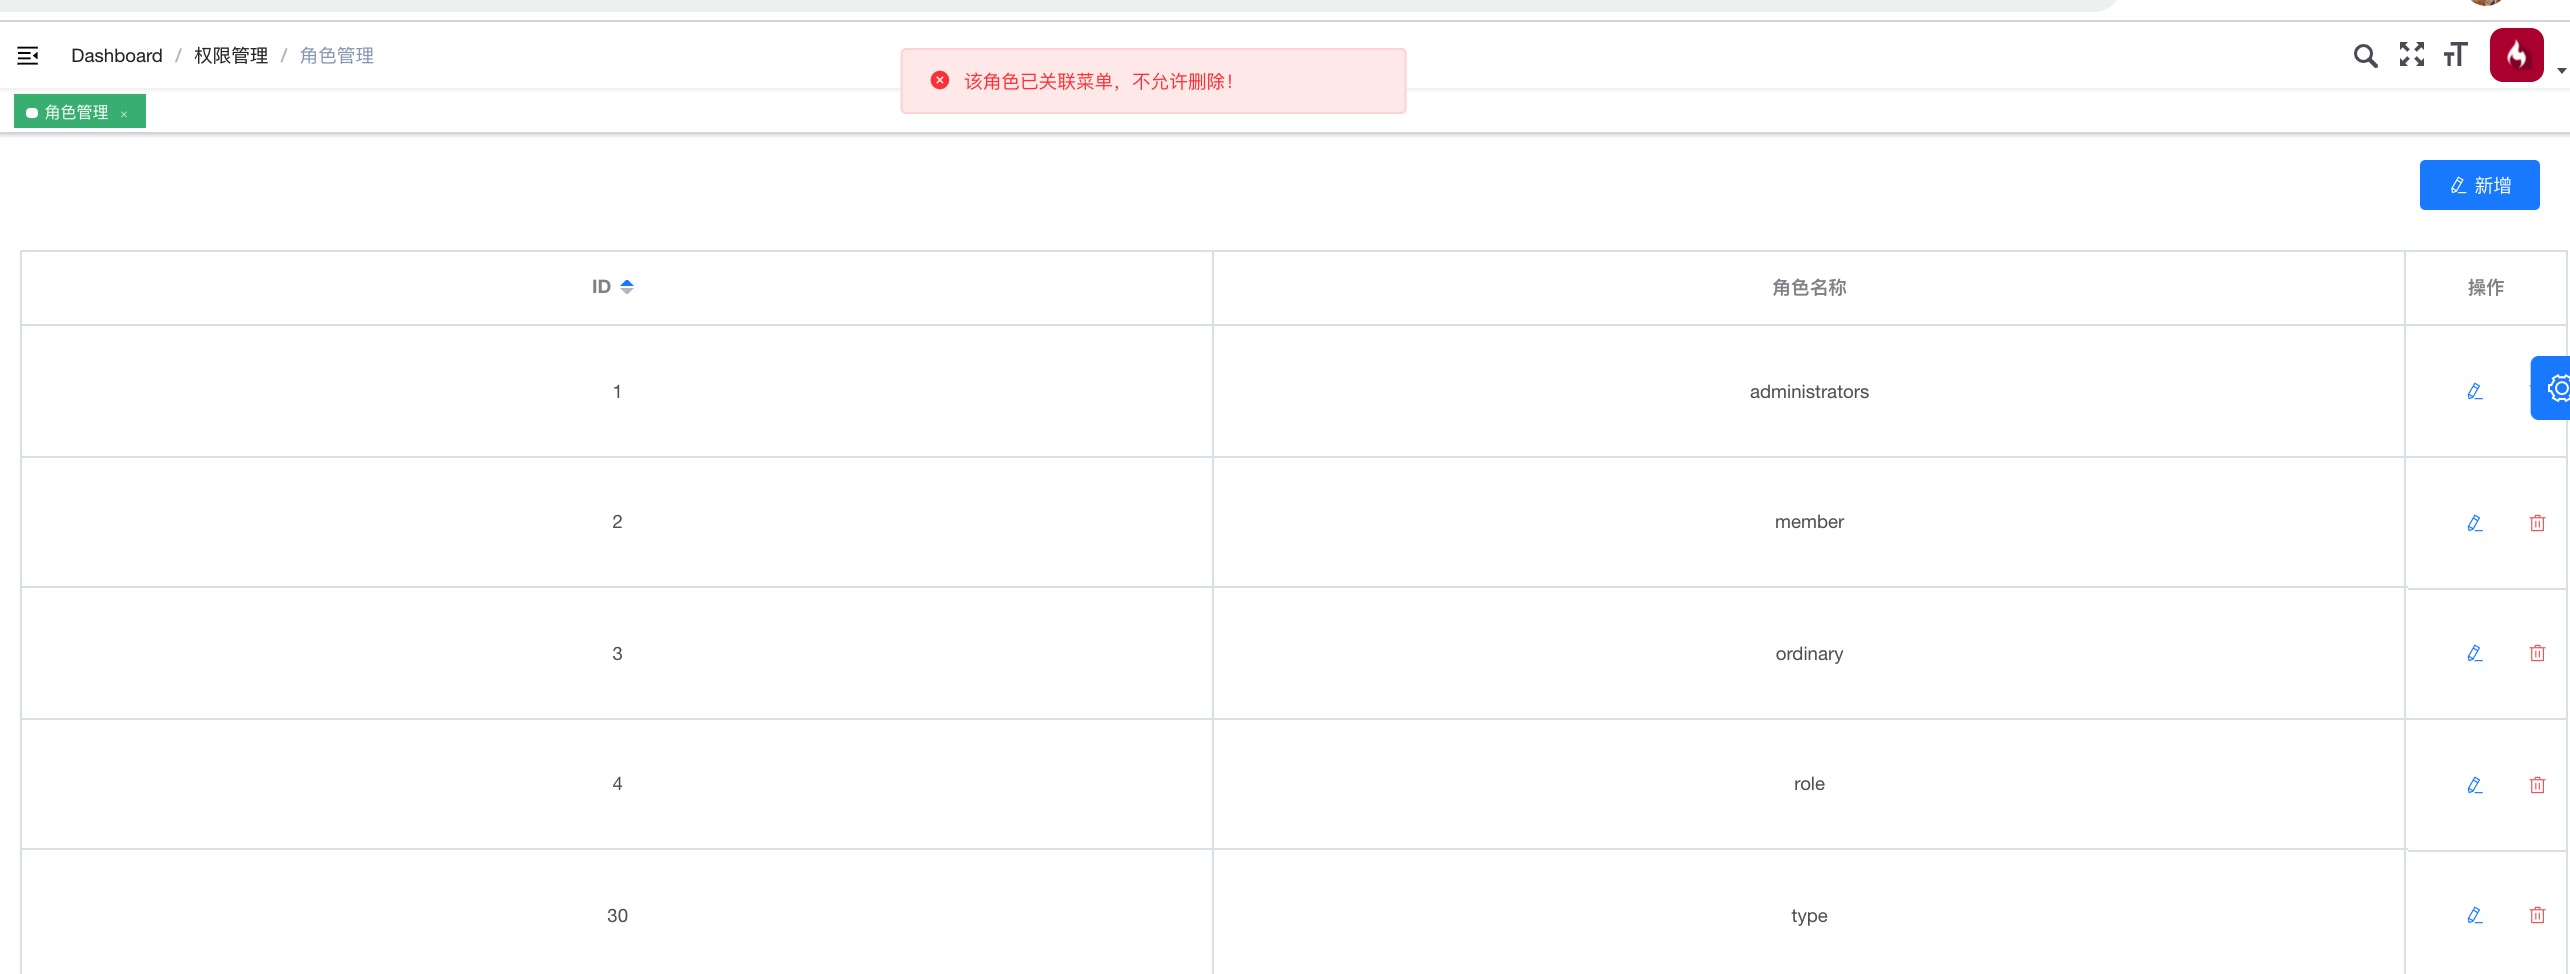 Dashboard / 权限管理 / 角色管理
该角色已关联菜单，不允许删除！
角色管理 ×
新增
ID 角色名称 操作
1 administrators
2 member
3 ordinary
4 role
30 type